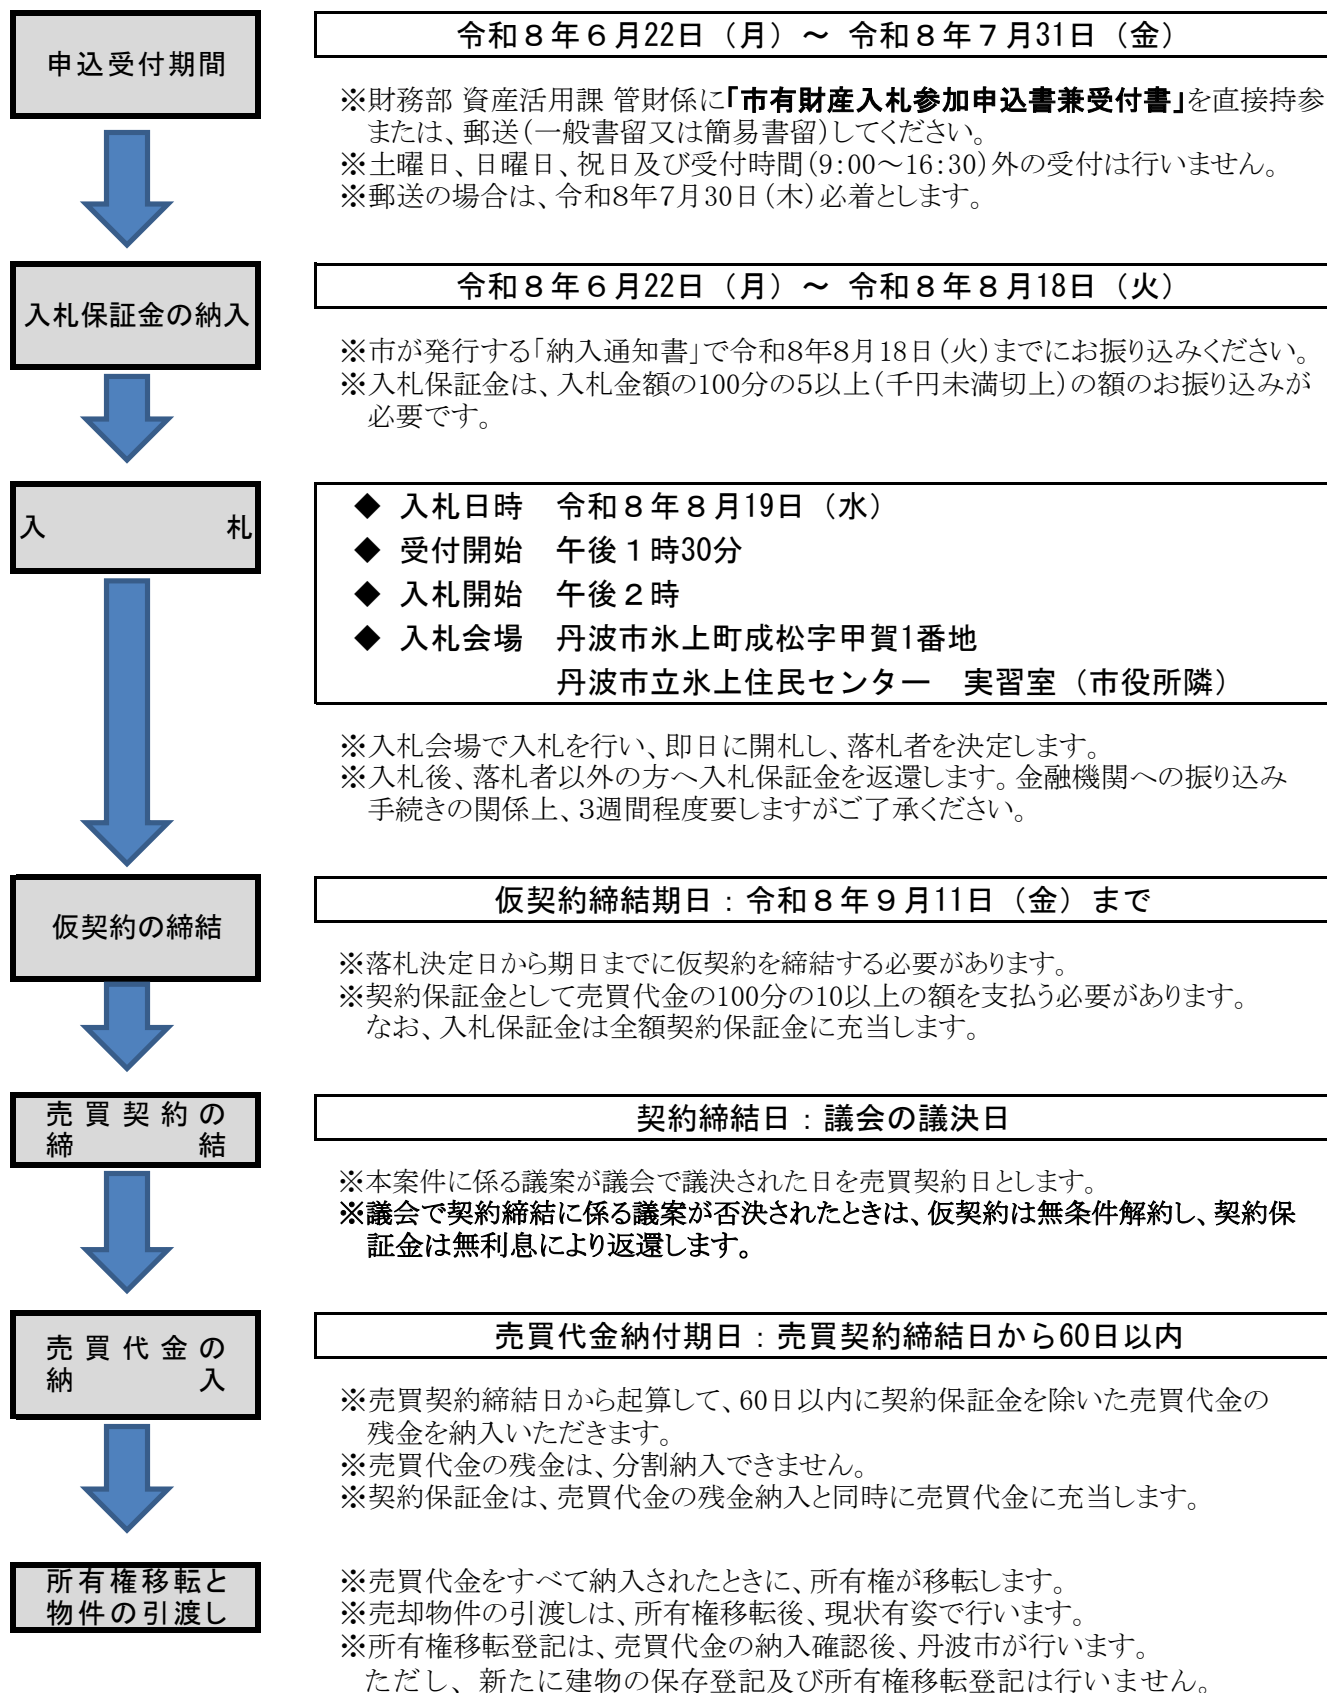 申込受付期間
令和８年６月22日（月）～ 令和８年７月31日（金）
※財務部 資産活用課 管財係に「市有財産入札参加申込書兼受付書」を直接持参
または、郵送（一般書留又は簡易書留）してください。
※土曜日、日曜日、祝日及び受付時間（9：00～16：30）外の受付は行いません。
※郵送の場合は、令和８年７月30日（木）必着とします。
入札保証金の納入
令和８年６月22日（月）～ 令和８年８月18日（火）
※市が発行する「納入通知書」で令和８年８月18日（火）までにお振り込みください。
※入札保証金は、入札金額の100分の５以上（千円未満切上）の額のお振り込みが
必要です。
入　　　　　札
◆ 入札日時　令和８年８月19日（水）
◆ 受付開始　午後１時30分
◆ 入札開始　午後２時
◆ 入札会場　丹波市氷上町成松字甲賀1番地
丹波市立氷上住民センター　実習室（市役所隣）
※入札会場で入札を行い、即日に開札し、落札者を決定します。
※入札後、落札者以外の方へ入札保証金を返還します。金融機関への振り込み
手続きの関係上、３週間程度要しますがご了承ください。
仮契約の締結
仮契約締結期日：令和８年９月11日（金）まで
※落札決定日から期日までに仮契約を締結する必要があります。
※契約保証金として売買代金の100分の10以上の額を支払う必要があります。
なお、入札保証金は全額契約保証金に充当します。
売買契約の
締　　　結
契約締結日：議会の議決日
※本案件に係る議案が議会で議決された日を売買契約日とします。
※議会で契約締結に係る議案が否決されたときは、仮契約は無条件解約し、契約保
証金は無利息により返還します。
売買代金の
納　　　入
売買代金納付期日：売買契約締結日から60日以内
※売買契約締結日から起算して、60日以内に契約保証金を除いた売買代金の
残金を納入いただきます。
※売買代金の残金は、分割納入できません。
※契約保証金は、売買代金の残金納入と同時に売買代金に充当します。
所有権移転と
物件の引渡し
※売買代金をすべて納入されたときに、所有権が移転します。
※売却物件の引渡しは、所有権移転後、現状有姿で行います。
※所有権移転登記は、売買代金の納入確認後、丹波市が行います。
ただし、新たに建物の保存登記及び所有権移転登記は行いません。